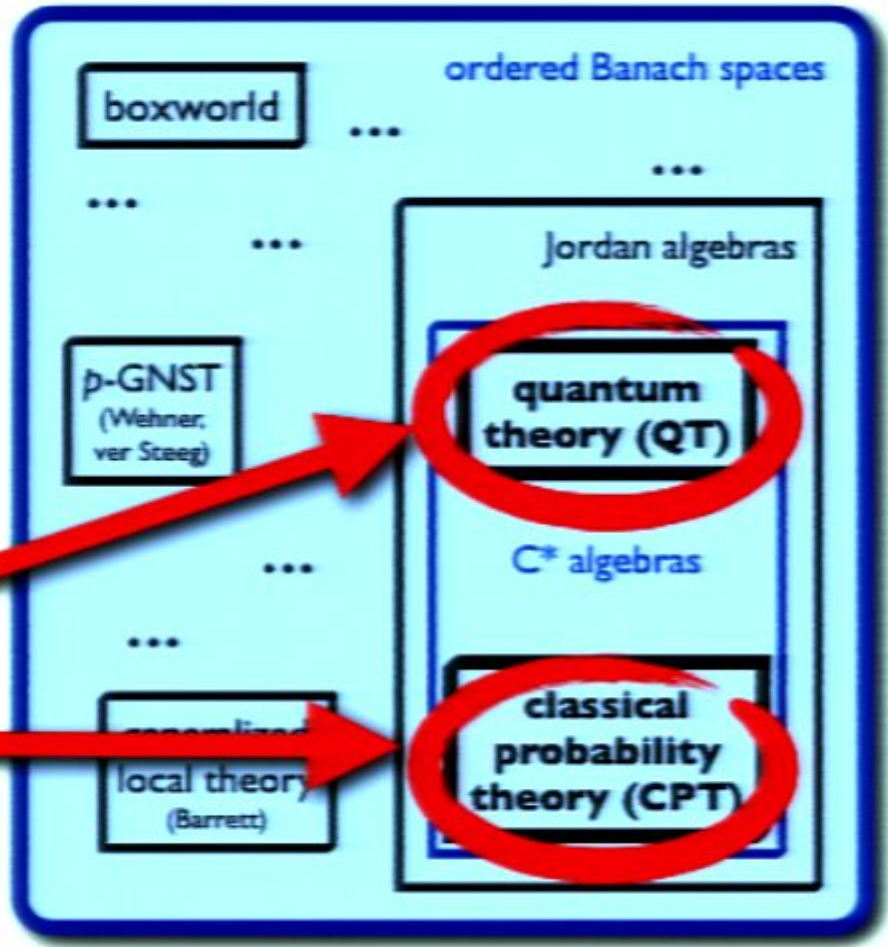 ordered Banach spaces
boxworld
...
...
...
...
Jordan algebras
p-GNST
(Wehner,
ver Steeg)
quantum
theory (QT)
...
C* algebras
...
generalized
local theory
(Barrett)
classical
probability
theory (CPT)